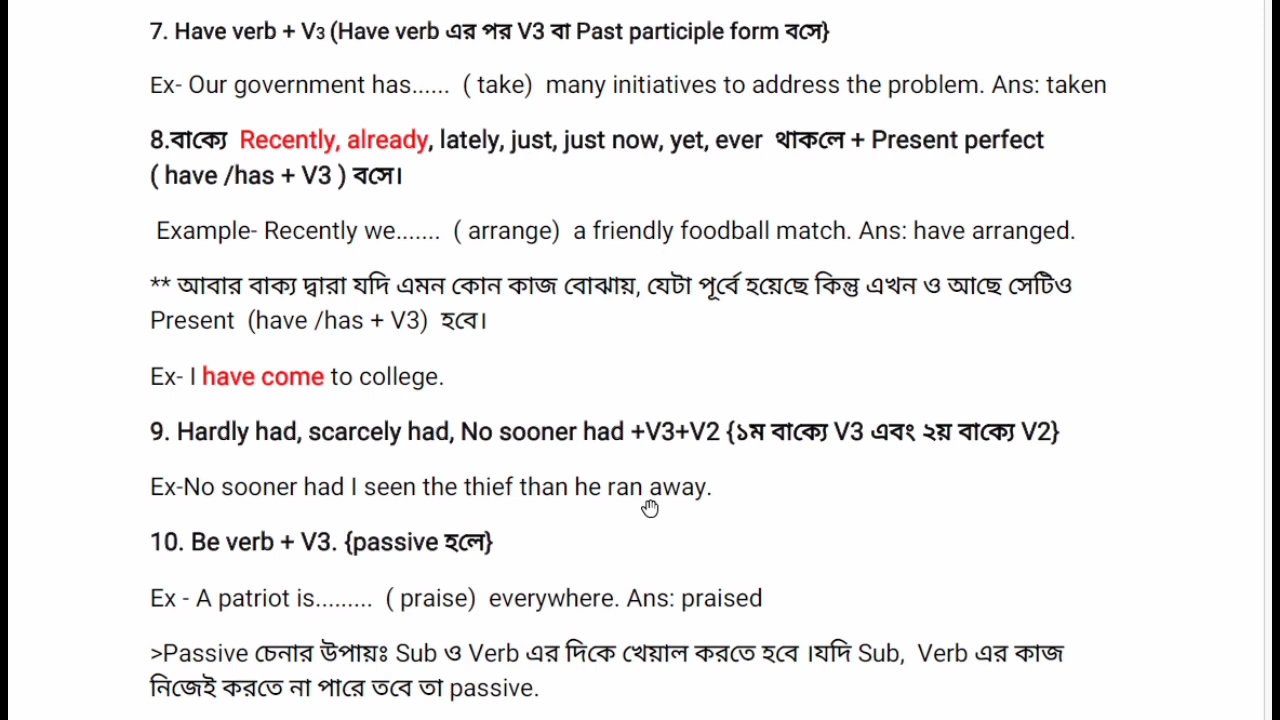 7. Have verb + V3 (Have verb এর পর V3 বা Past participle form বসে}
Ex- Our government has...... ( take) many initiatives to address the problem. Ans: taken
8.বাক্যে Recently, already, lately, just, just now, yet, ever থাকলে + Present perfect
( have /has + V3 ) বসে।
Example- Recently we....... ( arrange) a friendly foodball match. Ans: have arranged.
** আবার বাক্য দ্বারা যদি এমন কোন কাজ বোঝায়, যেটা পূর্বে হয়েছে কিন্তু এখন ও আছে সেটিও
Present (have /has + V3) হবে।
Ex- I have come to college.
9. Hardly had, scarcely had, No sooner had +V3+V2 {১ম বাক্যে V3 এবং ২য় বাক্যে V2}
Ex-No sooner had I seen the thief than he ran away.
10. Be verb + V3. {passive হলে}
Ex - A patriot is......... ( praise) everywhere. Ans: praised
>Passive চেনার উপায়ঃ Sub ও Verb এর দিকে খেয়াল করতে হবে ।যদি Sub, Verb এর কাজ
নিজেই করতে না পারে তবে তা passive.